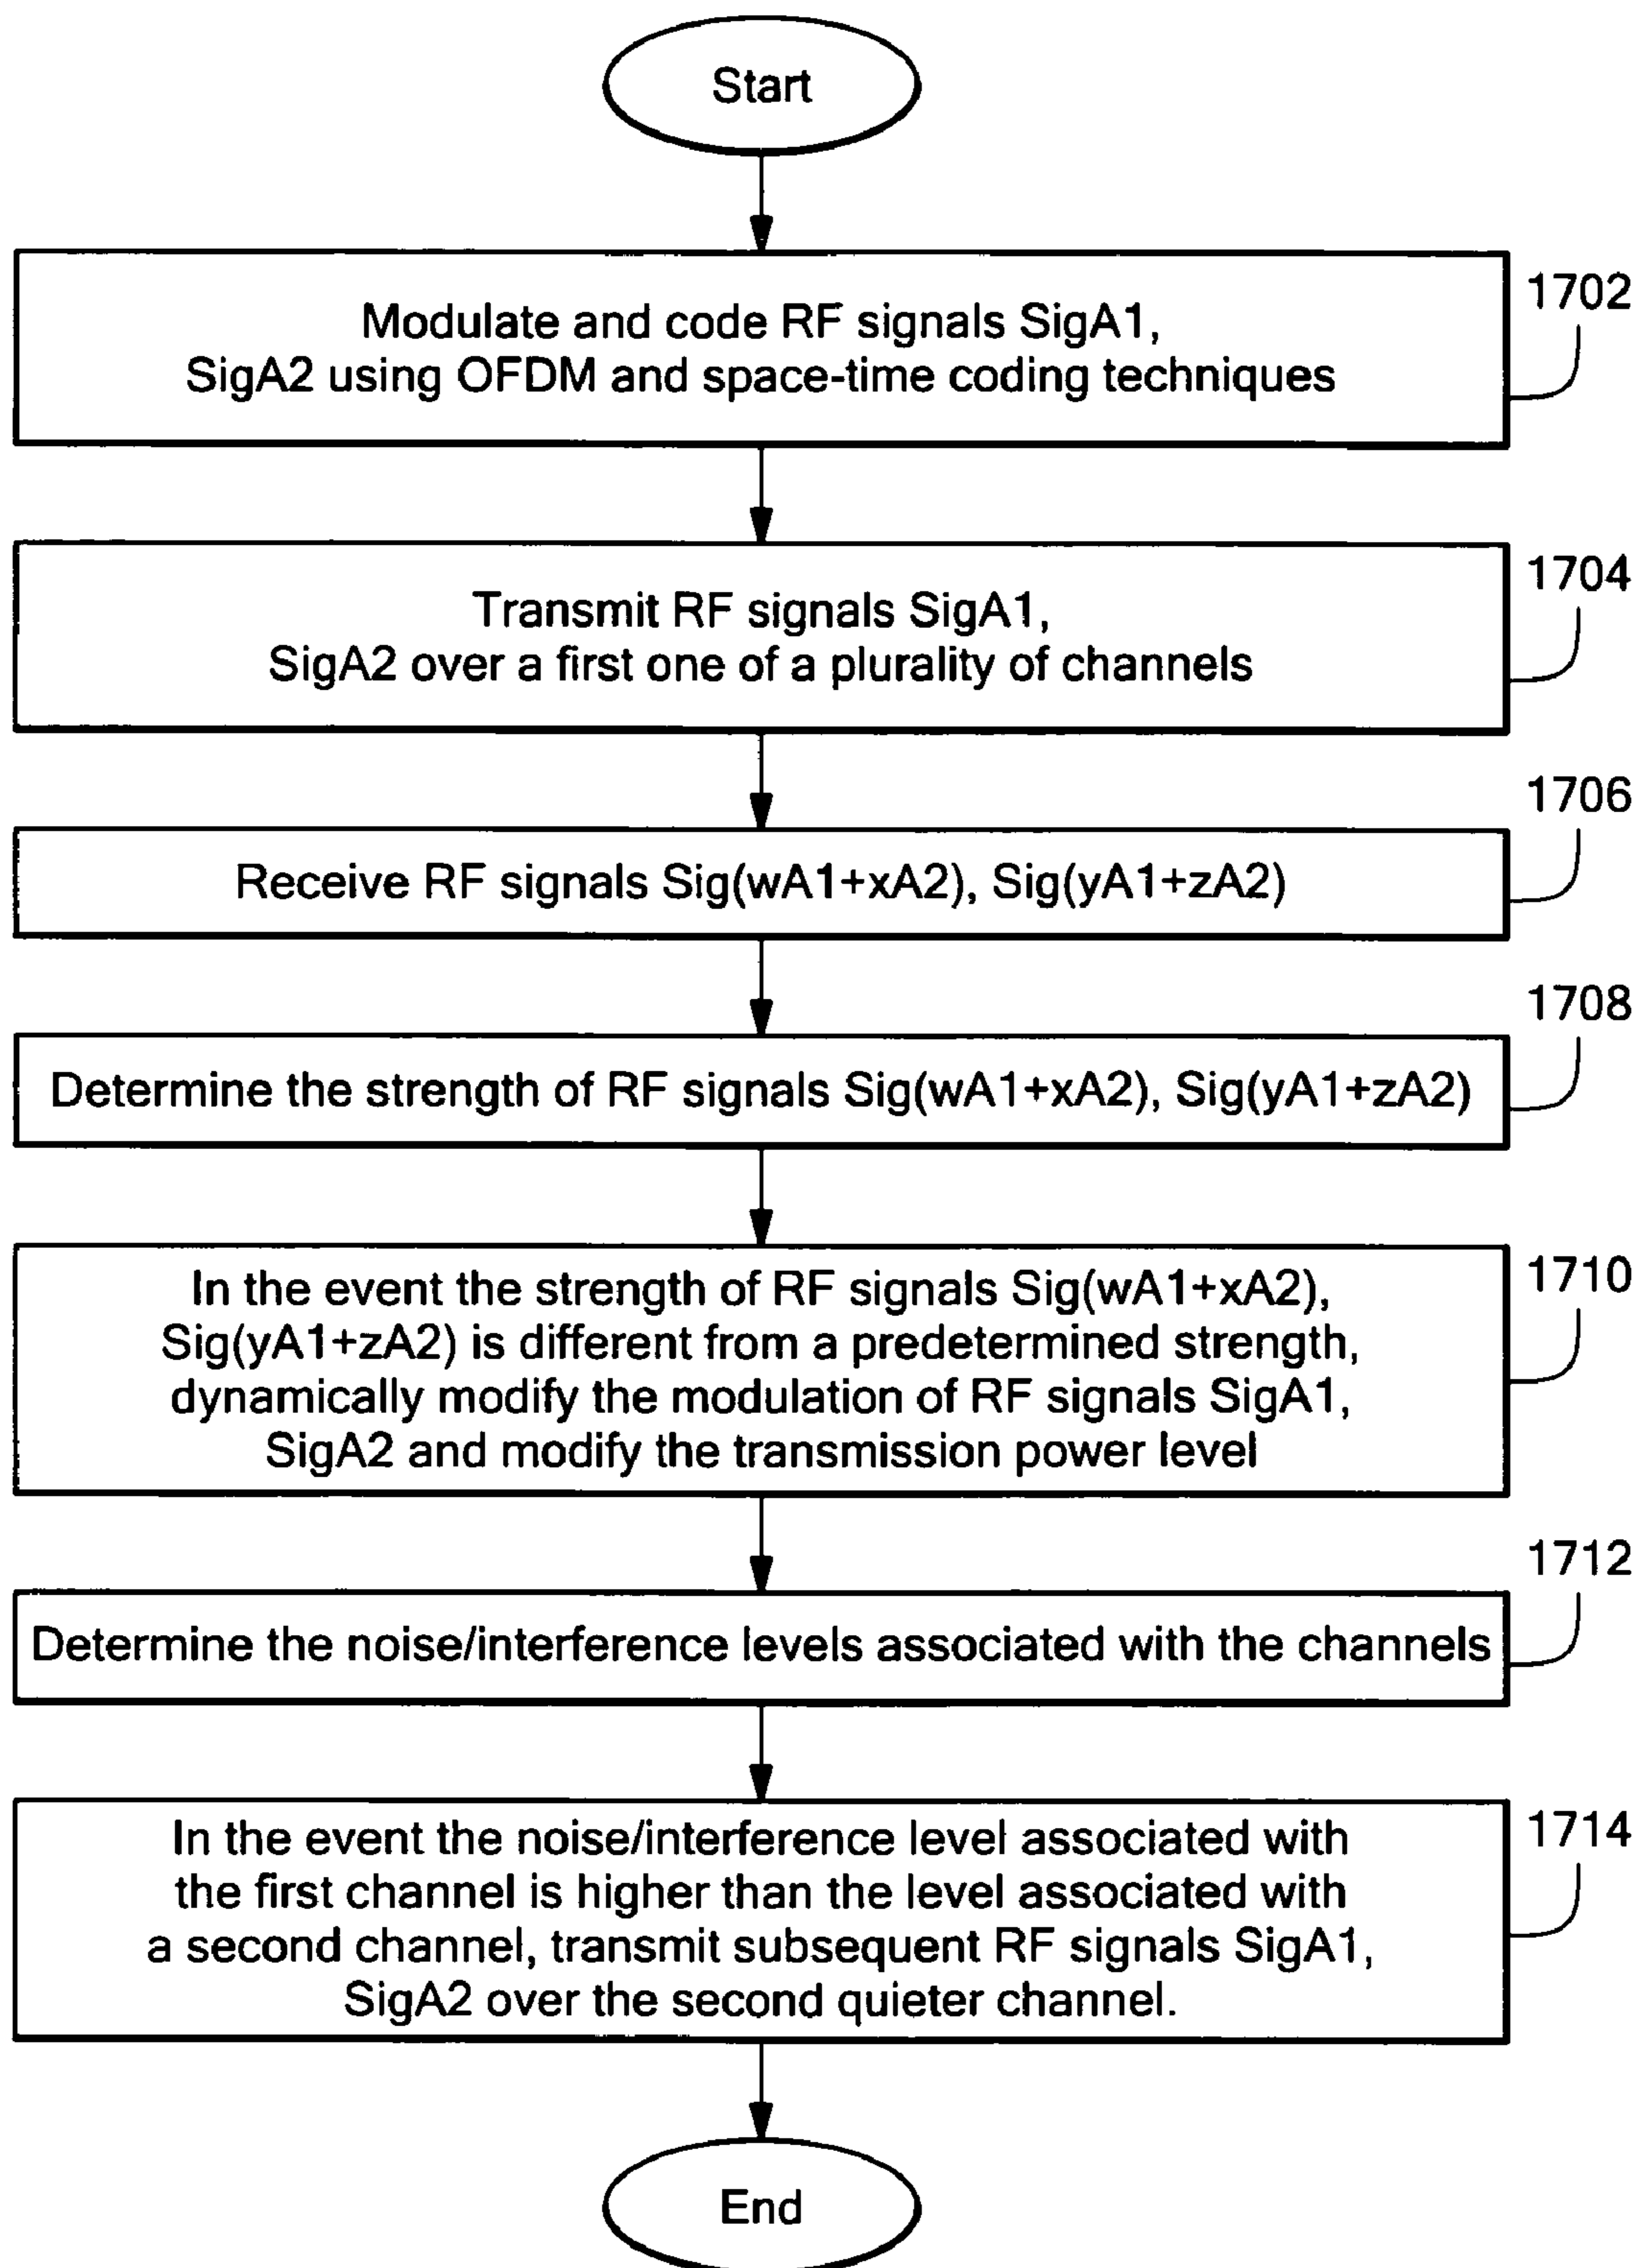 Start
Modulate and code RF signals SigA1,
SigA2 using OFDM and space-time coding techniques
1702
Transmit RF signals SigA1,
SigA2 over a first one of a plurality of channels
1704
Receive RF signals Sig(wA1+xA2), Sig(yA1+zA2)
1706
Determine the strength of RF signals Sig(wA1+xA2), Sig(yA1+zA2)
1708
In the event the strength of RF signals Sig(wA1+xA2),
Sig(yA1+zA2) is different from a predetermined strength,
dynamically modify the modulation of RF signals SigA1,
SigA2 and modify the transmission power level
1710
Determine the noise/interference levels associated with the channels
1712
In the event the noise/interference level associated with
the first channel is higher than the level associated with
a second channel, transmit subsequent RF signals SigA1,
SigA2 over the second quieter channel.
1714
End